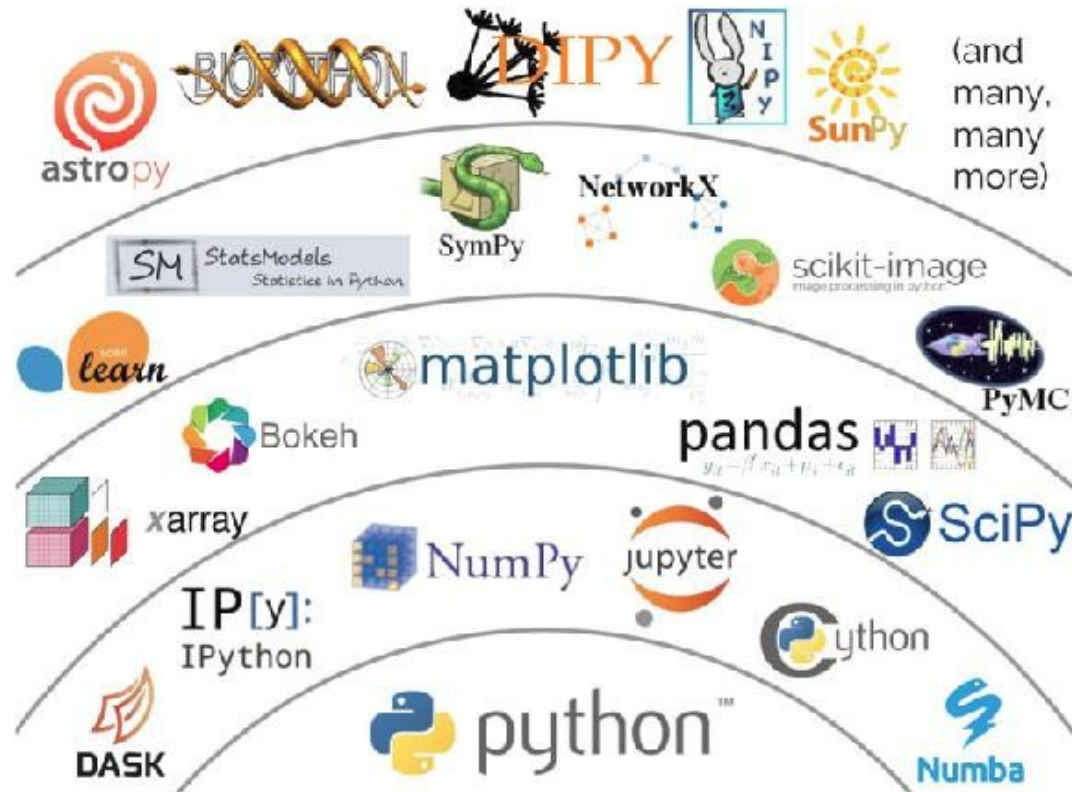 BIOPYTHON
DIPY
NIPY
astropy
SunPy
(and
many,
many
more)
SymPy
NetworkX
SM StatsModels
Statistics in Python
scikit-image
image processing in python
learn
matplotlib
PyMC
Bokeh
pandas
xarray
SciPy
NumPy
jupyter
IP[y]:
IPython
Cython
DASK
python™
Numba